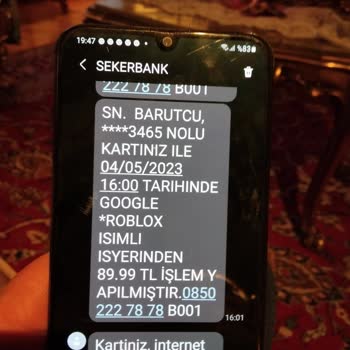 19:47
%83
SEKERBANK
222 78 78 B001
SN. BARUTCU,
****3465 NOLU
KARTINIZ ILE
04/05/2023
16:00 TARIHINDE
GOOGLE
*ROBLOX
ISIMLI
ISYERINDEN
89.99 TL İŞLEM Y
APILMIŞTIR.0850
222 78 78 B001
16:01
Kartiniz, internet